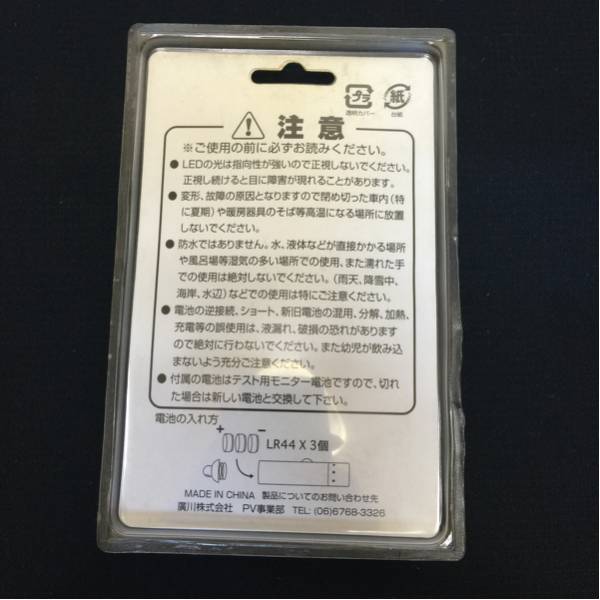 プラ 紙
透明カバー 台紙
注意
※ご使用の前に必ずお読みください。
●LEDの光は指向性が強いので正視しないでください。
正視し続けると目に障害が現れることがあります。
●変形、故障の原因となりますので閉め切った車内(特
に夏期)や暖房器具のそば等高温になる場所に放置
しないでください。
●防水ではありません。水、液体などが直接かかる場所
や風呂場等湿気の多い場所での使用、また濡れた手
での使用は絶対しないでください。(雨天、降雪中、
海岸、水辺)などでの使用は特にご注意ください。
●電池の逆接続、ショート、新旧電池の混用、分解、加熱、
充電等の誤使用は、液漏れ、破損の恐れがあります
ので絶対に行わないでください。また幼児が飲み込
まないよう充分ご注意ください。
●付属の電池はテスト用モニター電池ですので、切れ
た場合は新しい電池と交換して下さい。
電池の入れ方
+ −
LR44 X 3個
MADE IN CHINA 製品についてのお問い合わせ先
廣川株式会社 PV事業部 TEL: (06)6768-3326